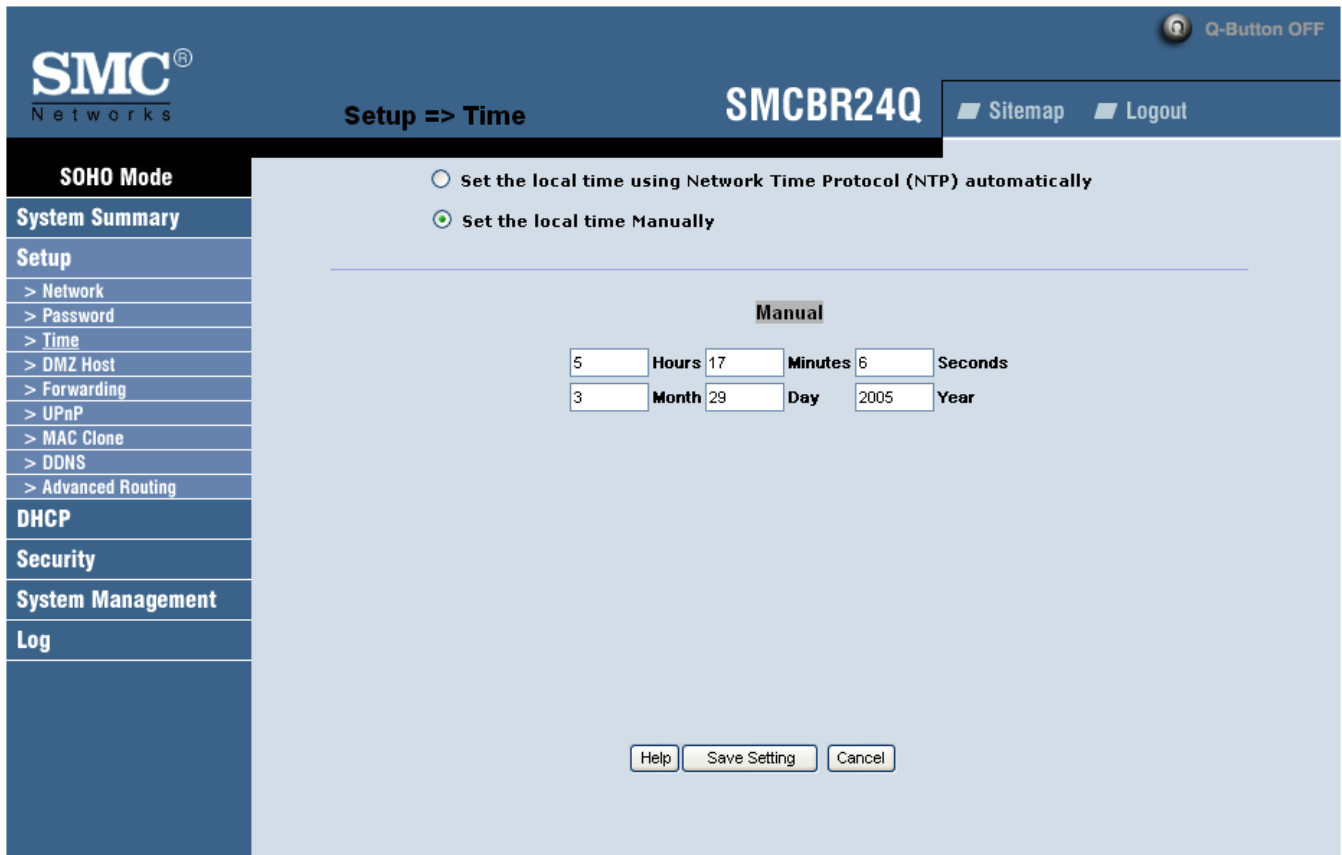 Q-Button OFF
SMC®
Networks
Setup => Time
SMCBR24Q
Sitemap
Logout
SOHO Mode
System Summary
Setup
> Network
> Password
> Time
> DMZ Host
> Forwarding
> UPnP
> MAC Clone
> DDNS
> Advanced Routing
DHCP
Security
System Management
Log
Set the local time using Network Time Protocol (NTP) automatically
Set the local time Manually
Manual
5 Hours 17 Minutes 6 Seconds
3 Month 29 Day 2005 Year
Help Save Setting Cancel